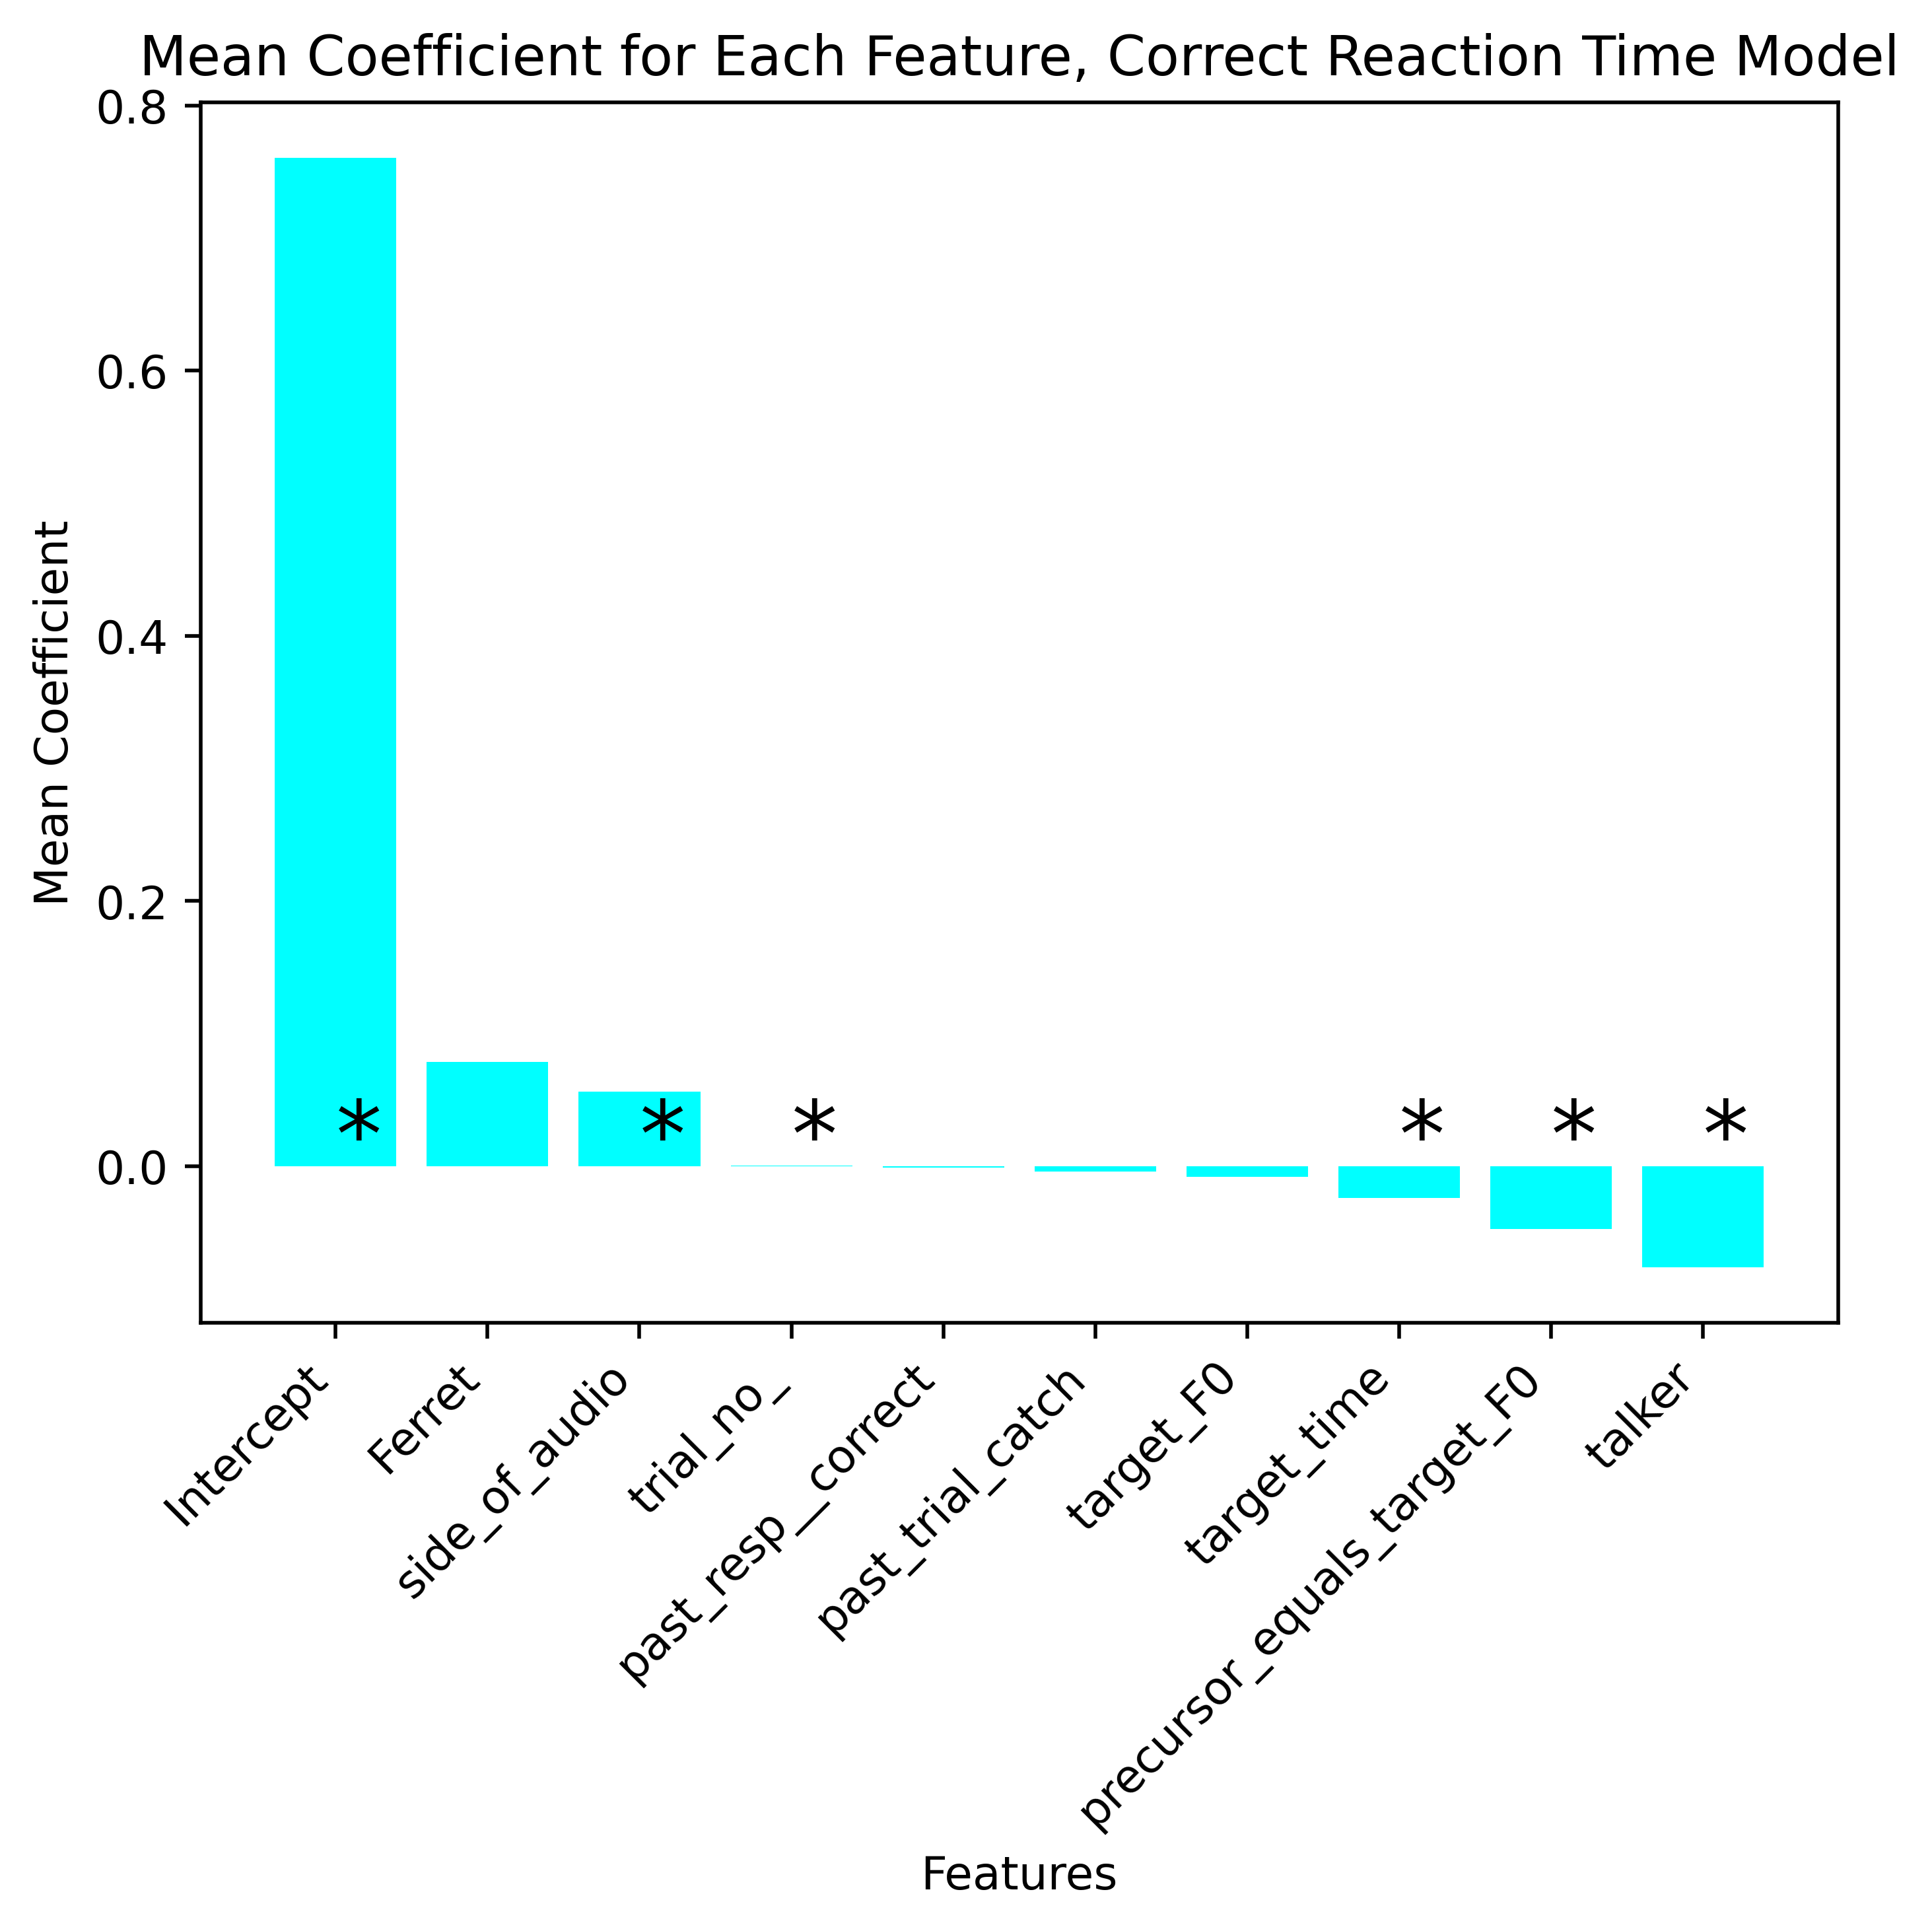 Mean Coefficient for Each Feature, Correct Reaction Time Model
Mean Coefficient
0.8
0.6
0.4
0.2
0.0
* * * * * *
Intercept
Ferret
side_of_audio
trial_no_
past_resp__correct
past_trial_catch
target_F0
target_time
precursor_equals_target_F0
talker
Features